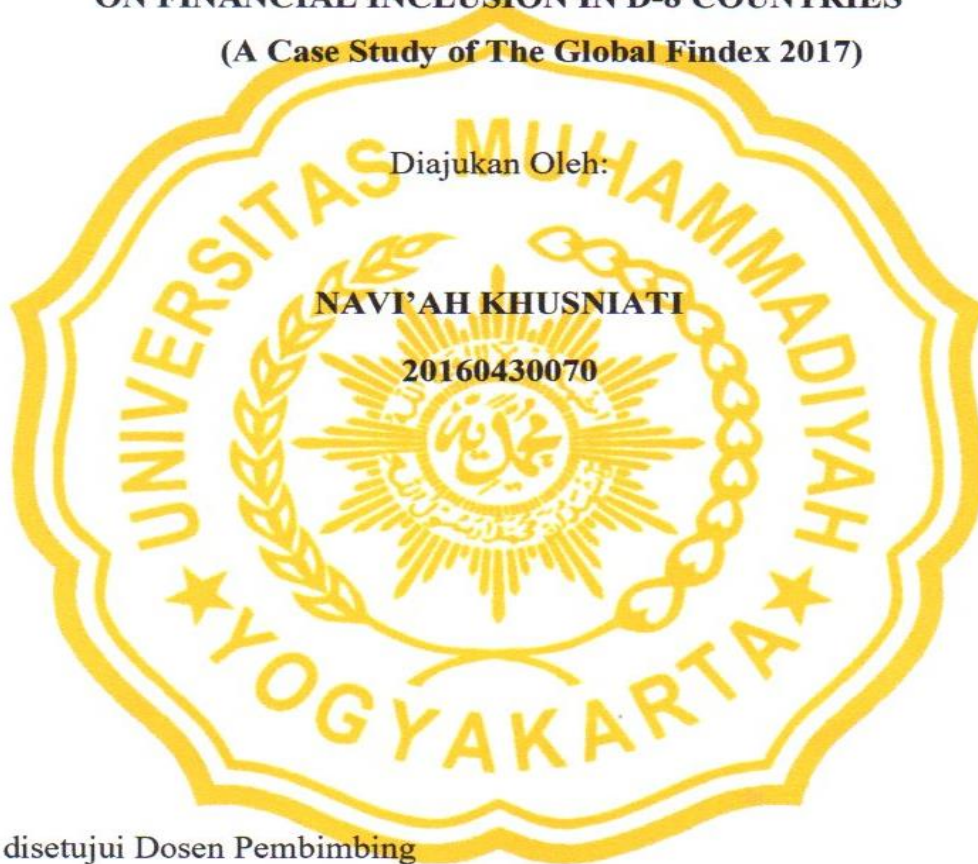 ON FINANCIAL INCLUSION IN D-8 COUNTRIES
(A Case Study of The Global Findex 2017)
Diajukan Oleh:
UNIVERSITAS MUHAMMADIYAH
NAVI’AH KHUSNIATI
20160430070
محمدية
YOGYAKARTA
disetujui Dosen Pembimbing